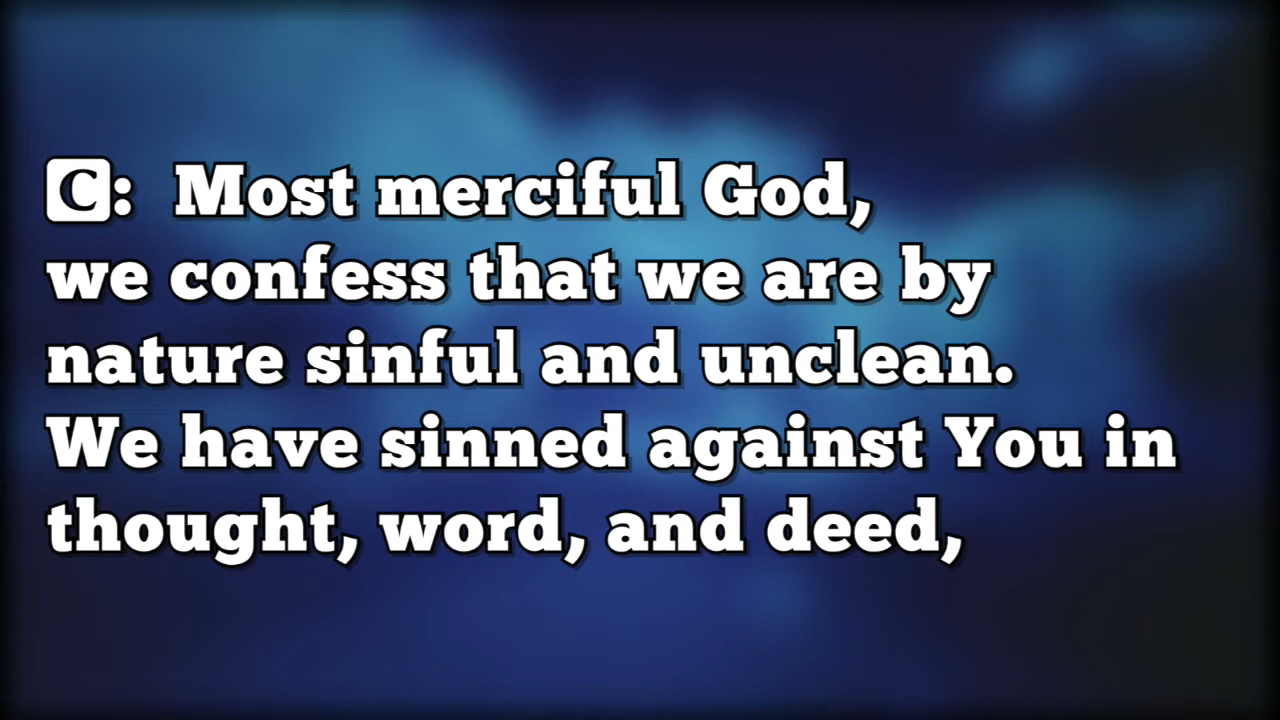 C: Most merciful God,
we confess that we are by
nature sinful and unclean.
We have sinned against You in
thought, word, and deed,